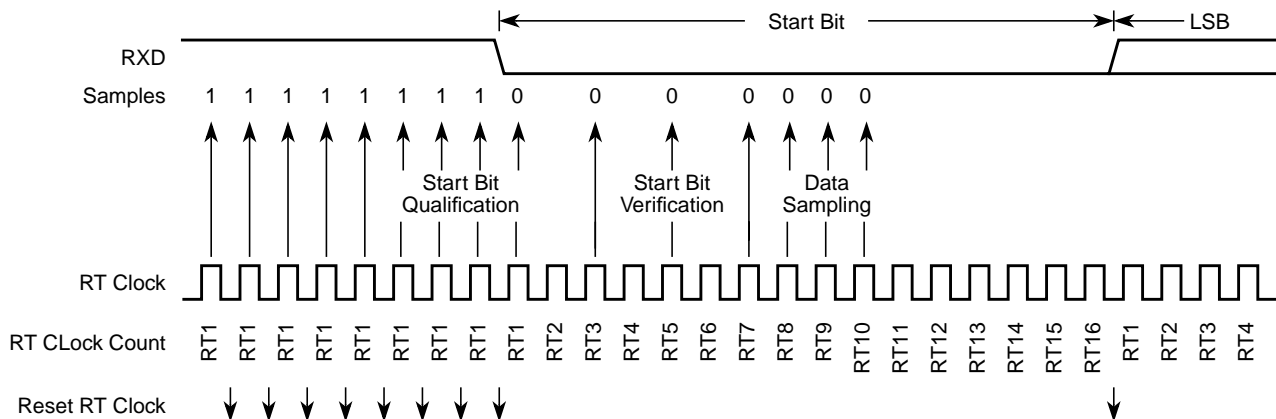 Start Bit LSB
RXD
Samples 1 1 1 1 1 1 1 1 0 0 0 0 0 0 0
Start Bit Qualification
Start Bit Verification
Data Sampling
RT Clock
RT CLock Count RT1 RT1 RT1 RT1 RT1 RT1 RT1 RT1 RT1 RT2 RT3 RT4 RT5 RT6 RT7 RT8 RT9 RT10 RT11 RT12 RT13 RT14 RT15 RT16 RT1 RT2 RT3 RT4
Reset RT Clock